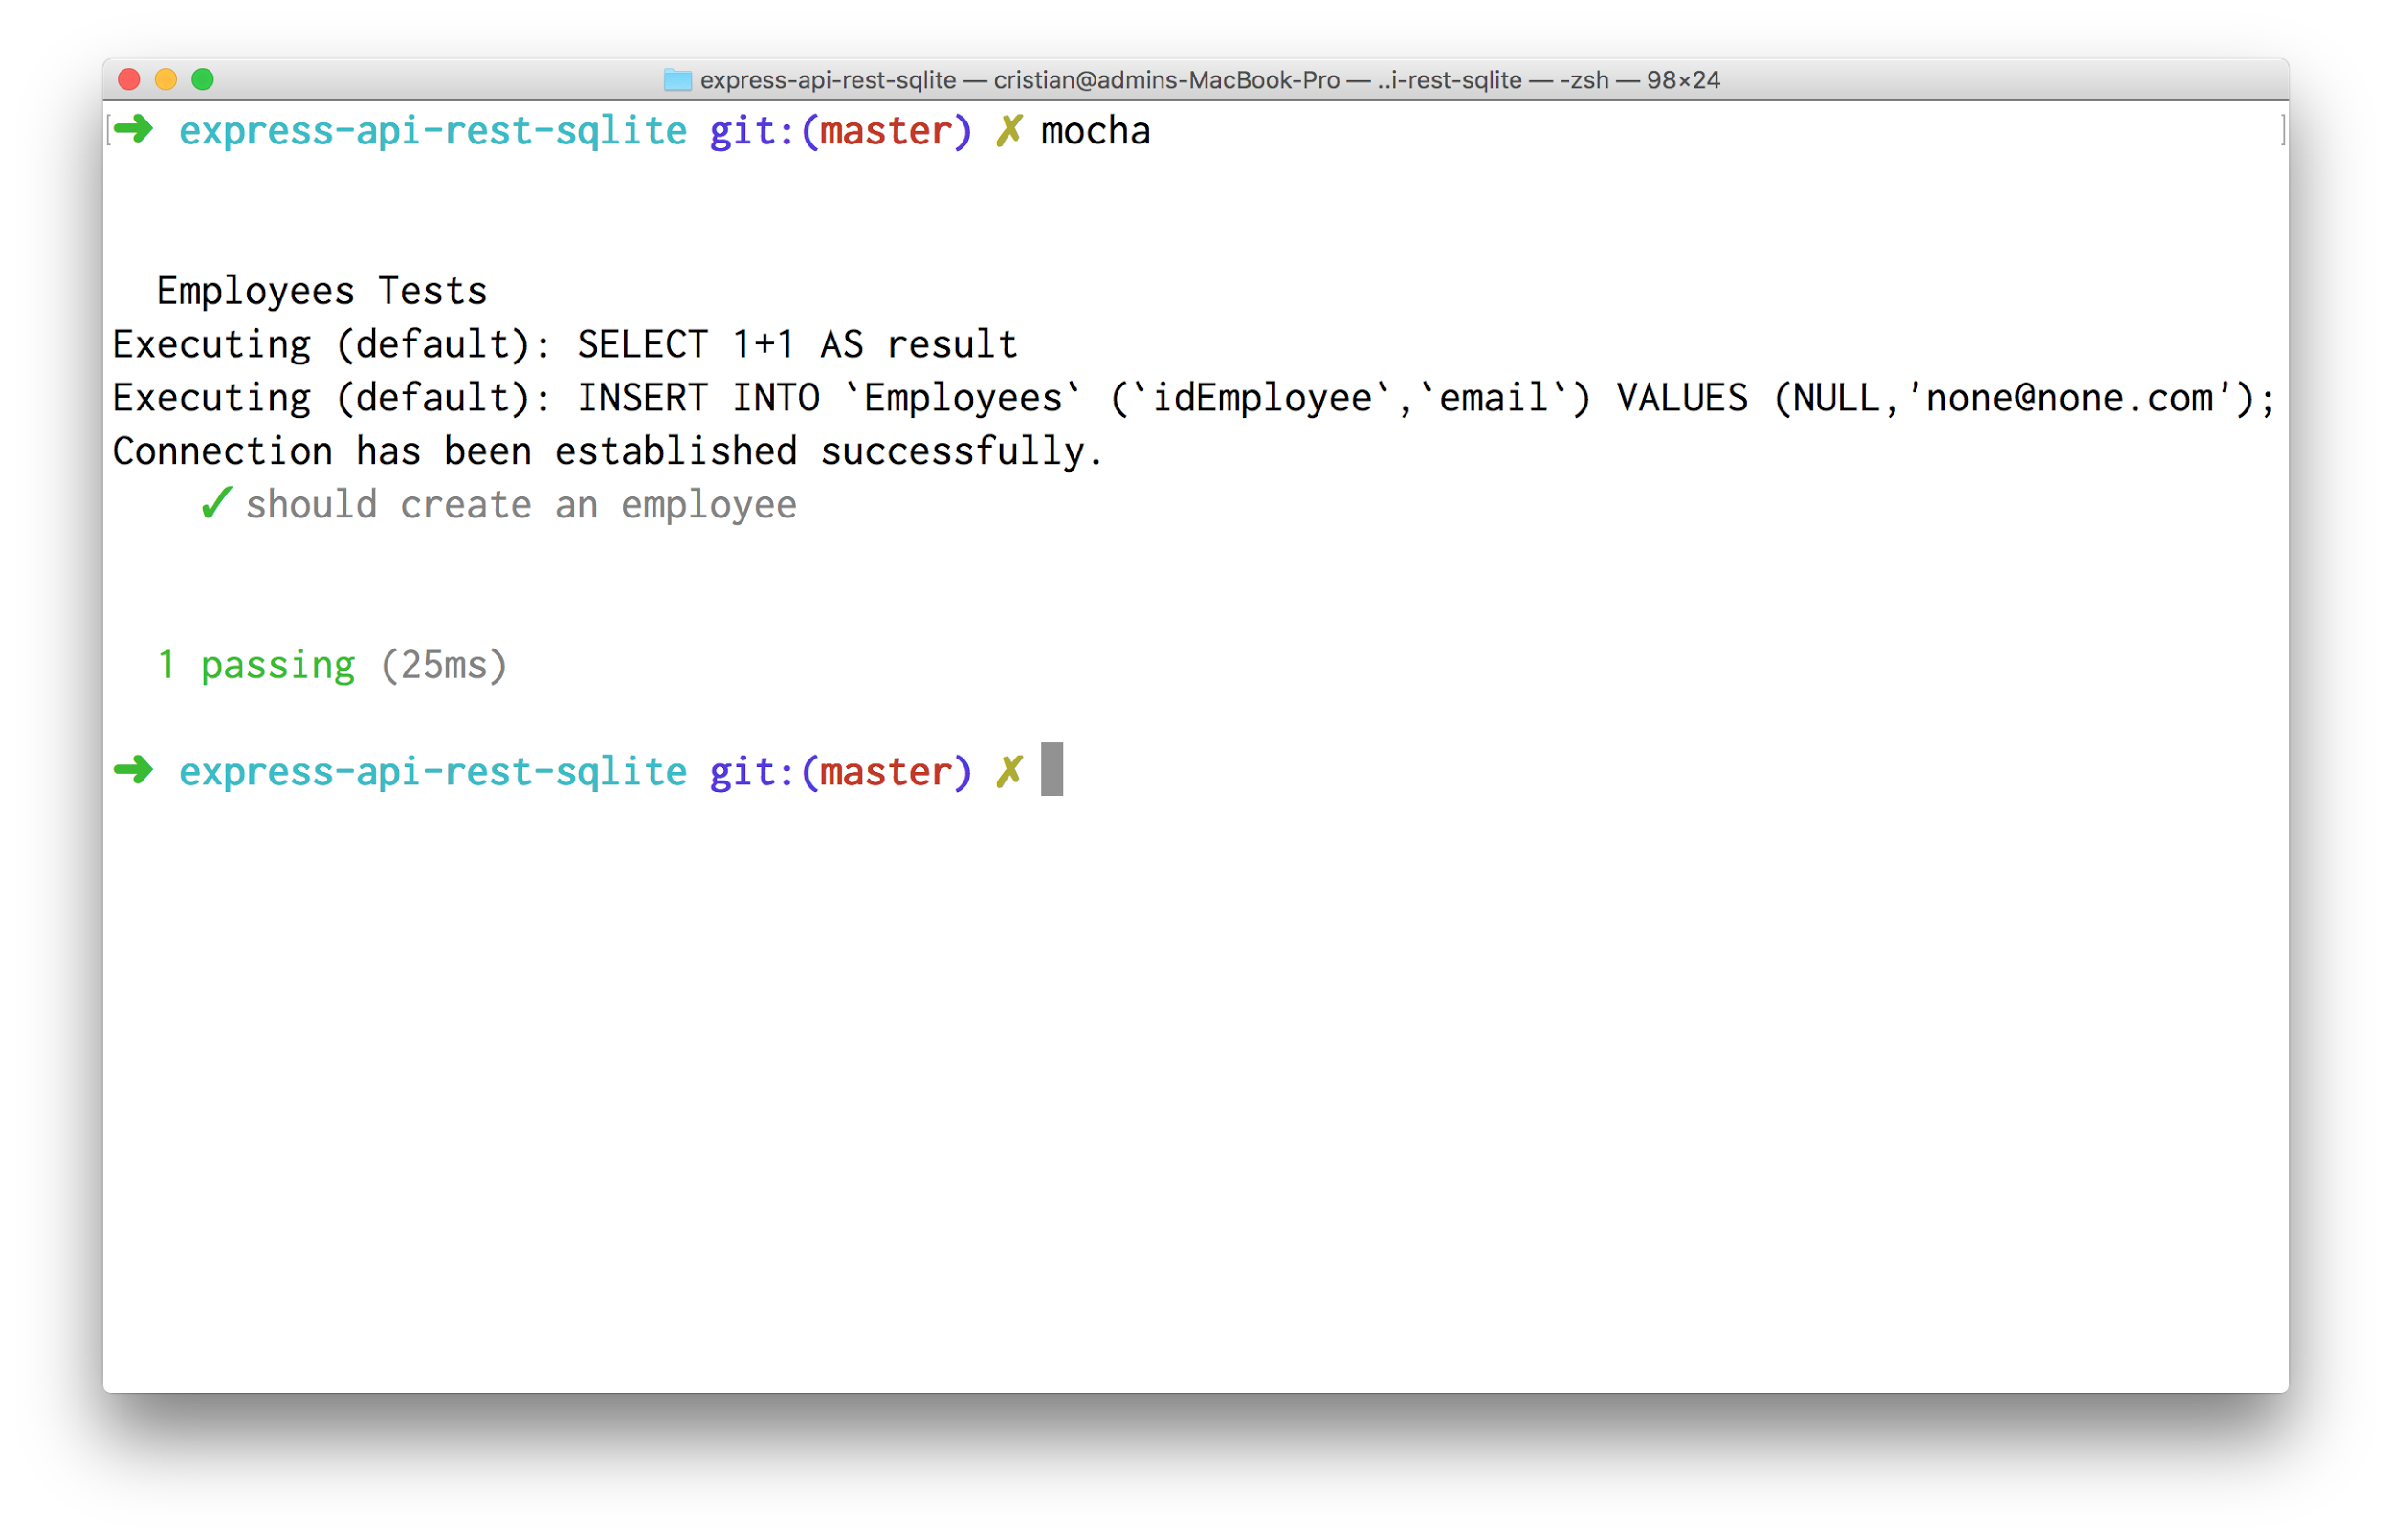 express-api-rest-sqlite — cristian@admins-MacBook-Pro — ..i-rest-sqlite — -zsh — 98×24
[➜ express-api-rest-sqlite git:(master) ✗ mocha ]
Employees Tests
Executing (default): SELECT 1+1 AS result
Executing (default): INSERT INTO `Employees` (`idEmployee`,`email`) VALUES (NULL,'none@none.com');
Connection has been established successfully.
✓ should create an employee
1 passing (25ms)
➜ express-api-rest-sqlite git:(master) ✗